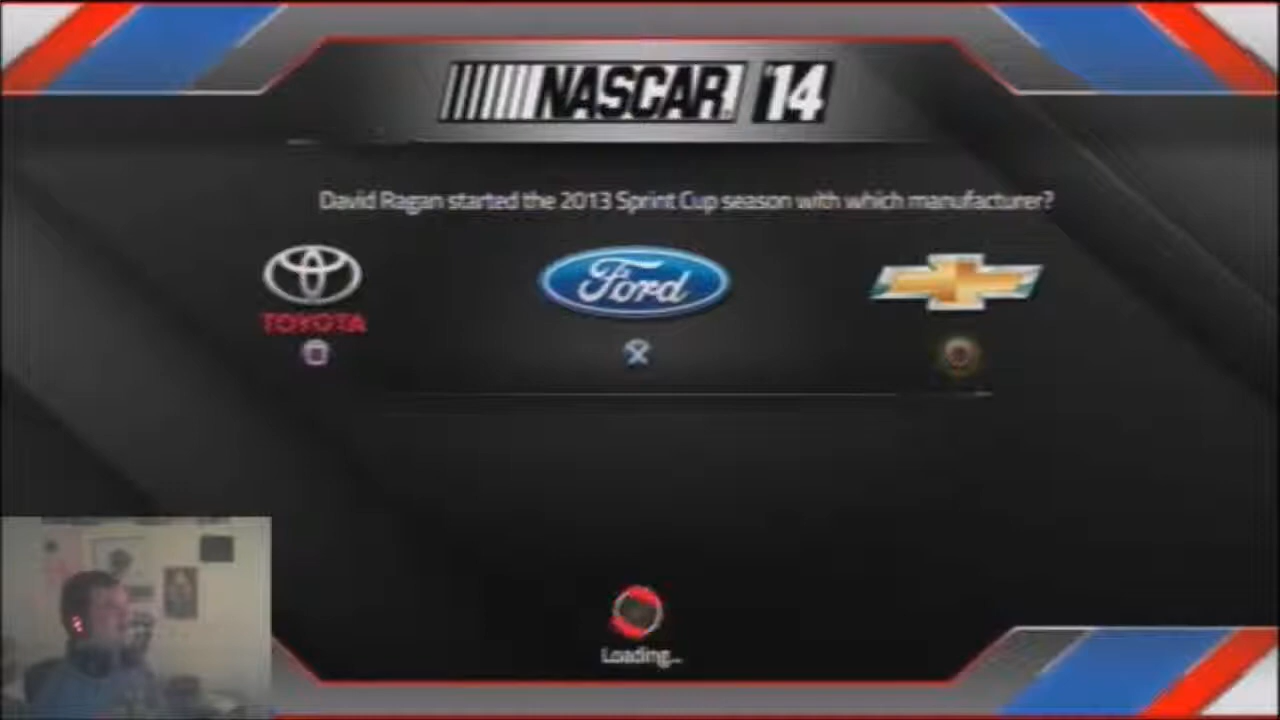 NASCAR '14
David Ragan started the 2013 Sprint Cup season with which manufacturer?
TOYOTA
Ford
Loading...